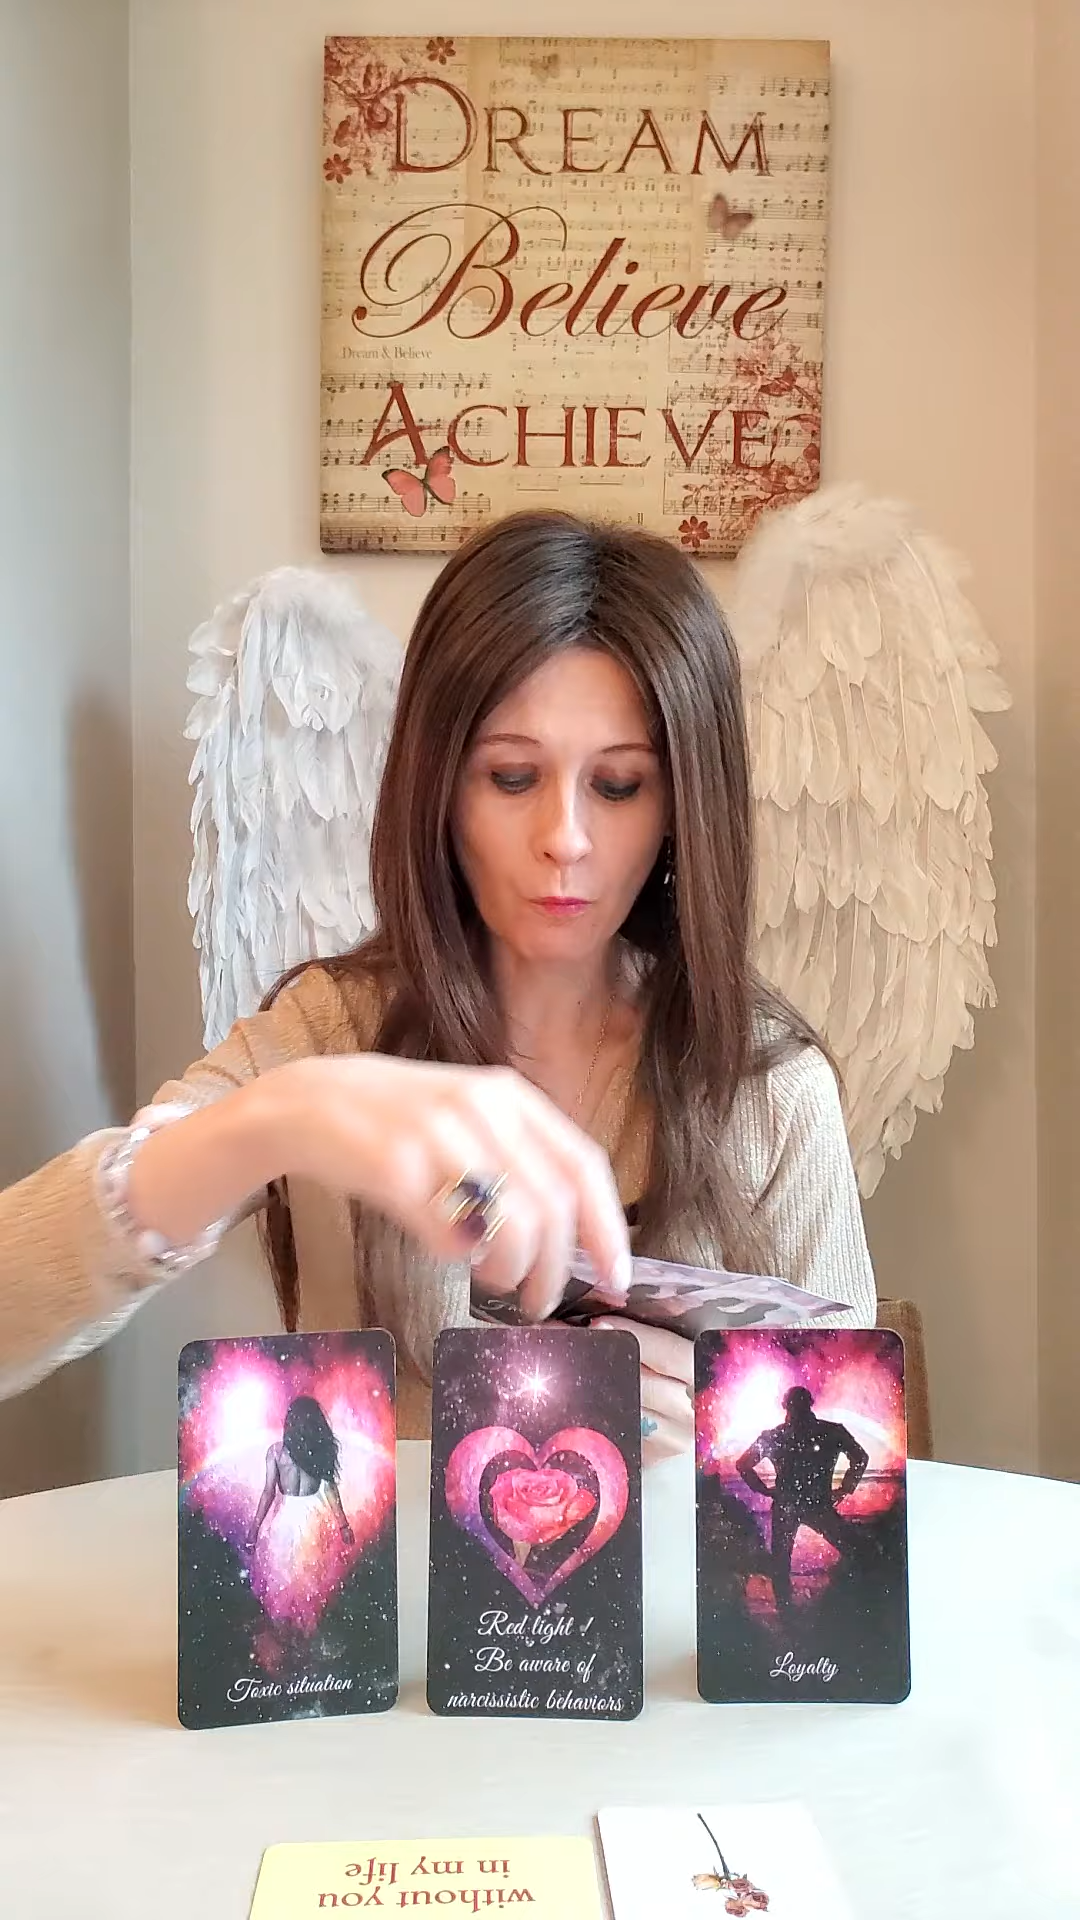 DREAM
Believe
Dream & Believe
ACHIEVE
Toxic situation
Red light !
Be aware of
narcissistic behaviors
Loyalty
without you
in my life